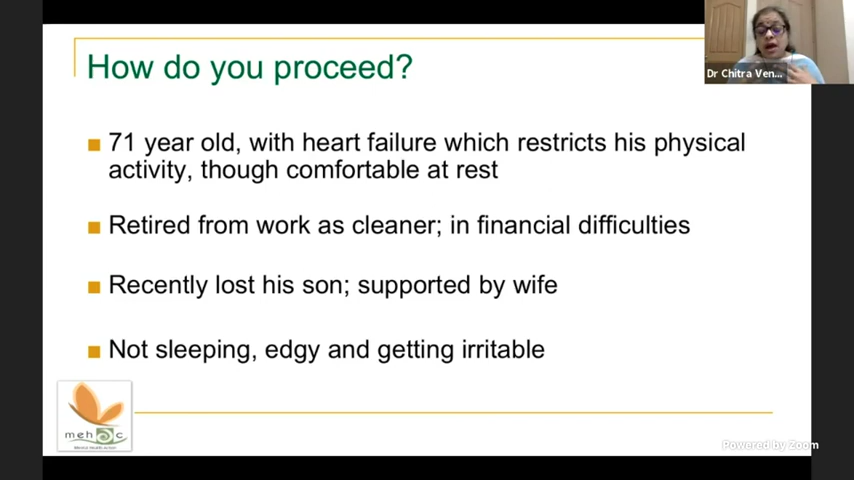 How do you proceed?
Dr Chitra Ven...
■ 71 year old, with heart failure which restricts his physical
activity, though comfortable at rest
■ Retired from work as cleaner; in financial difficulties
■ Recently lost his son; supported by wife
■ Not sleeping, edgy and getting irritable
mehac
Powered by Zoom